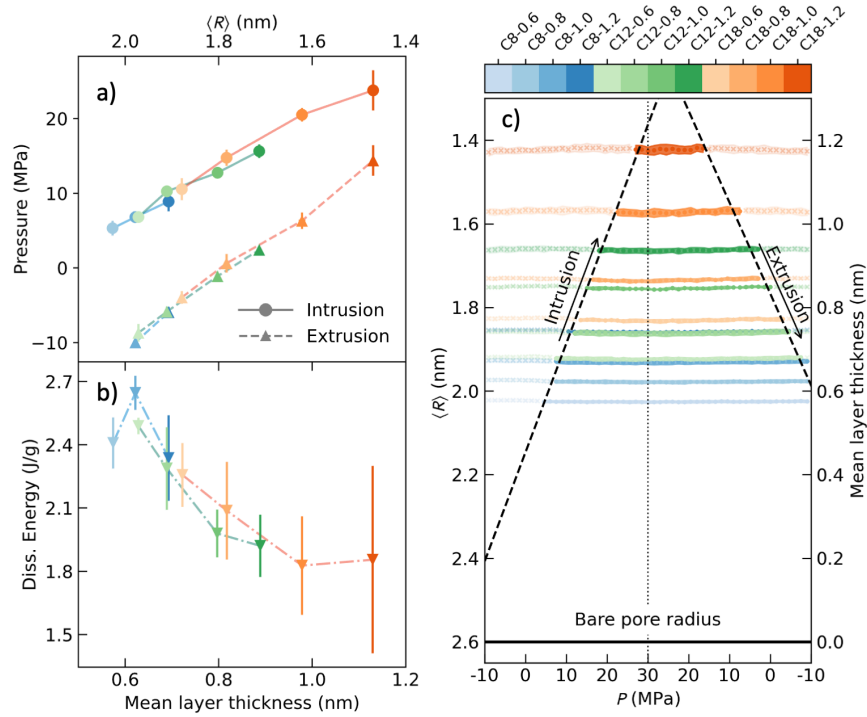 ⟨R⟩ (nm)
2.0 1.8 1.6 1.4
a)
20
10
0
−10
Pressure (MPa)
Intrusion
Extrusion
b)
2.7
2.4
2.1
1.8
1.5
Diss. Energy (J/g)
0.6 0.8 1.0 1.2
Mean layer thickness (nm)
C8-0.6
C8-0.8
C8-1.0
C8-1.2
C12-0.6
C12-0.8
C12-1.0
C12-1.2
C18-0.6
C18-0.8
C18-1.0
C18-1.2
c)
1.4
1.6
1.8
2.0
2.2
2.4
2.6
⟨R⟩ (nm)
Intrusion
Extrusion
Bare pore radius
1.2
1.0
0.8
0.6
0.4
0.2
0.0
Mean layer thickness (nm)
-10 0 10 20 30 20 10 0 -10
P (MPa)